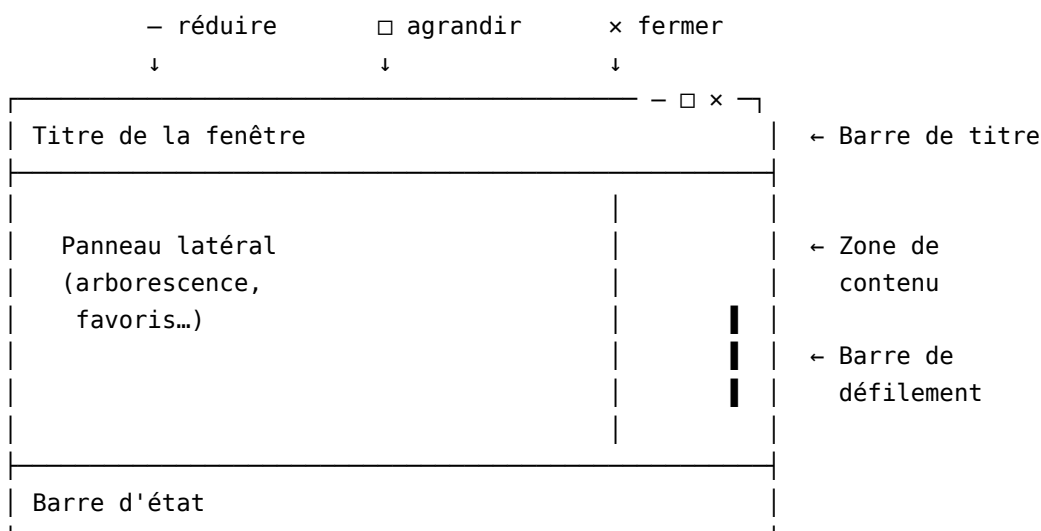 — réduire □ agrandir × fermer
↓ ↓ ↓
— □ ×
Titre de la fenêtre ← Barre de titre
Panneau latéral ← Zone de
(arborescence, contenu
favoris…)
← Barre de
défilement
Barre d'état